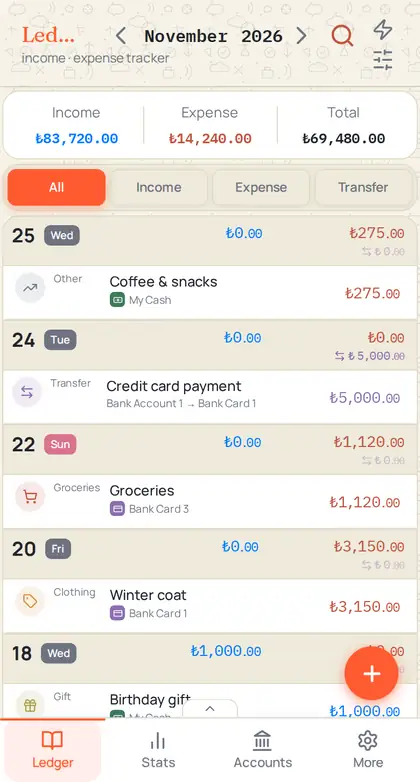 Led...
November 2026
income · expense tracker
Income Expense Total
₺83,720.00 ₺14,240.00 ₺69,480.00
All Income Expense Transfer
25 Wed ₺0.00 ₺275.00
⇆ ₺ 0.00
Other Coffee & snacks
My Cash
₺275.00
24 Tue ₺0.00 ₺0.00
⇆ ₺ 5,000.00
Transfer Credit card payment
Bank Account 1 → Bank Card 1
₺5,000.00
22 Sun ₺0.00 ₺1,120.00
⇆ ₺ 0.00
Groceries Groceries
Bank Card 3
₺1,120.00
20 Fri ₺0.00 ₺3,150.00
⇆ ₺ 0.00
Clothing Winter coat
Bank Card 1
₺3,150.00
18 Wed ₺1,000.00
Gift Birthday gift
My Cash
₺1,000.00
Ledger Stats Accounts More